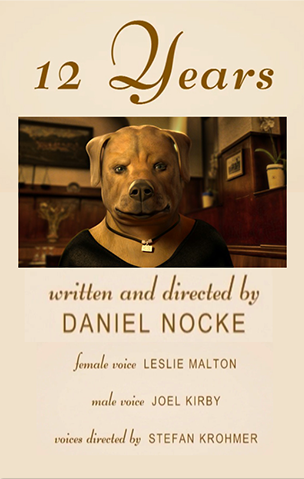 12 Years
written and directed by
DANIEL NOCKE
female voice LESLIE MALTON
male voice JOEL KIRBY
voices directed by STEFAN KROHMER